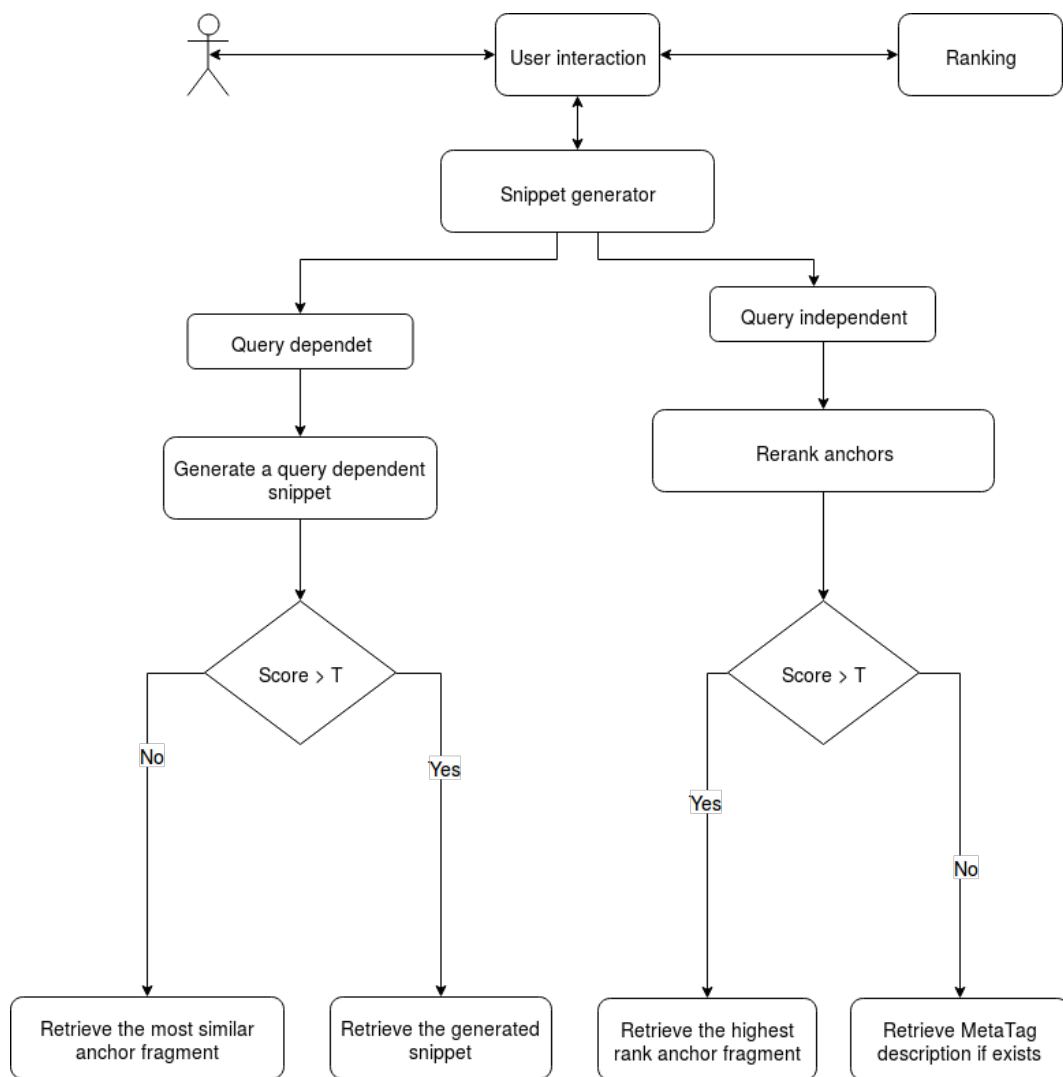 User interaction
Ranking
Snippet generator
Query dependet
Query independent
Generate a query dependent
snippet
Rerank anchors
Score > T
Score > T
No
Yes
Yes
No
Retrieve the most similar
anchor fragment
Retrieve the generated
snippet
Retrieve the highest
rank anchor fragment
Retrieve MetaTag
description if exists